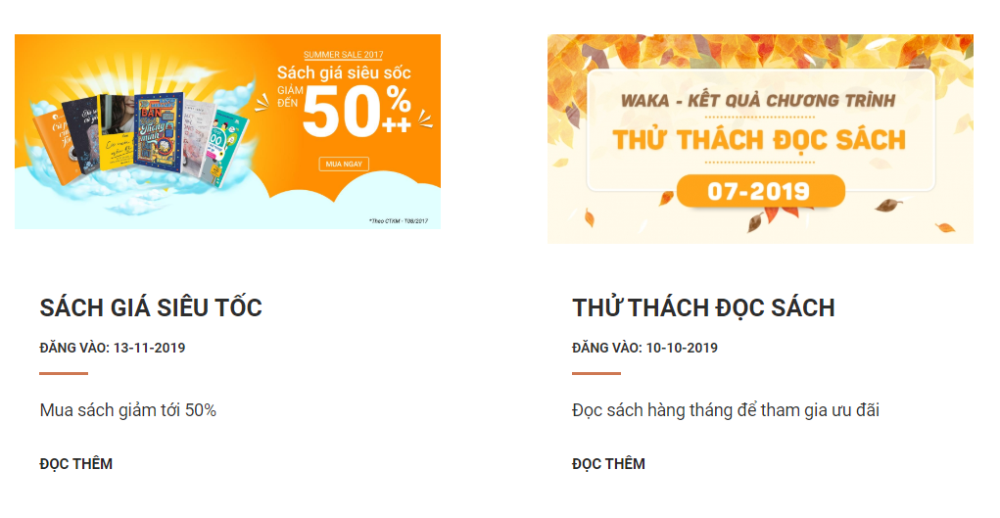 SUMMER SALE 2017
Sách giá siêu sốc
GIẢM ĐẾN 50%++
MUA NGAY
*Theo CTKM - T08/2017
SÁCH GIÁ SIÊU TỐC
ĐĂNG VÀO: 13-11-2019
Mua sách giảm tới 50%
ĐỌC THÊM
WAKA - KẾT QUẢ CHƯƠNG TRÌNH
THỬ THÁCH ĐỌC SÁCH
07-2019
THỬ THÁCH ĐỌC SÁCH
ĐĂNG VÀO: 10-10-2019
Đọc sách hàng tháng để tham gia ưu đãi
ĐỌC THÊM